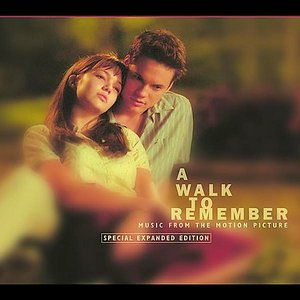 A
WALK
TO
REMEMBER
MUSIC FROM THE MOTION PICTURE
SPECIAL EXPANDED EDITION